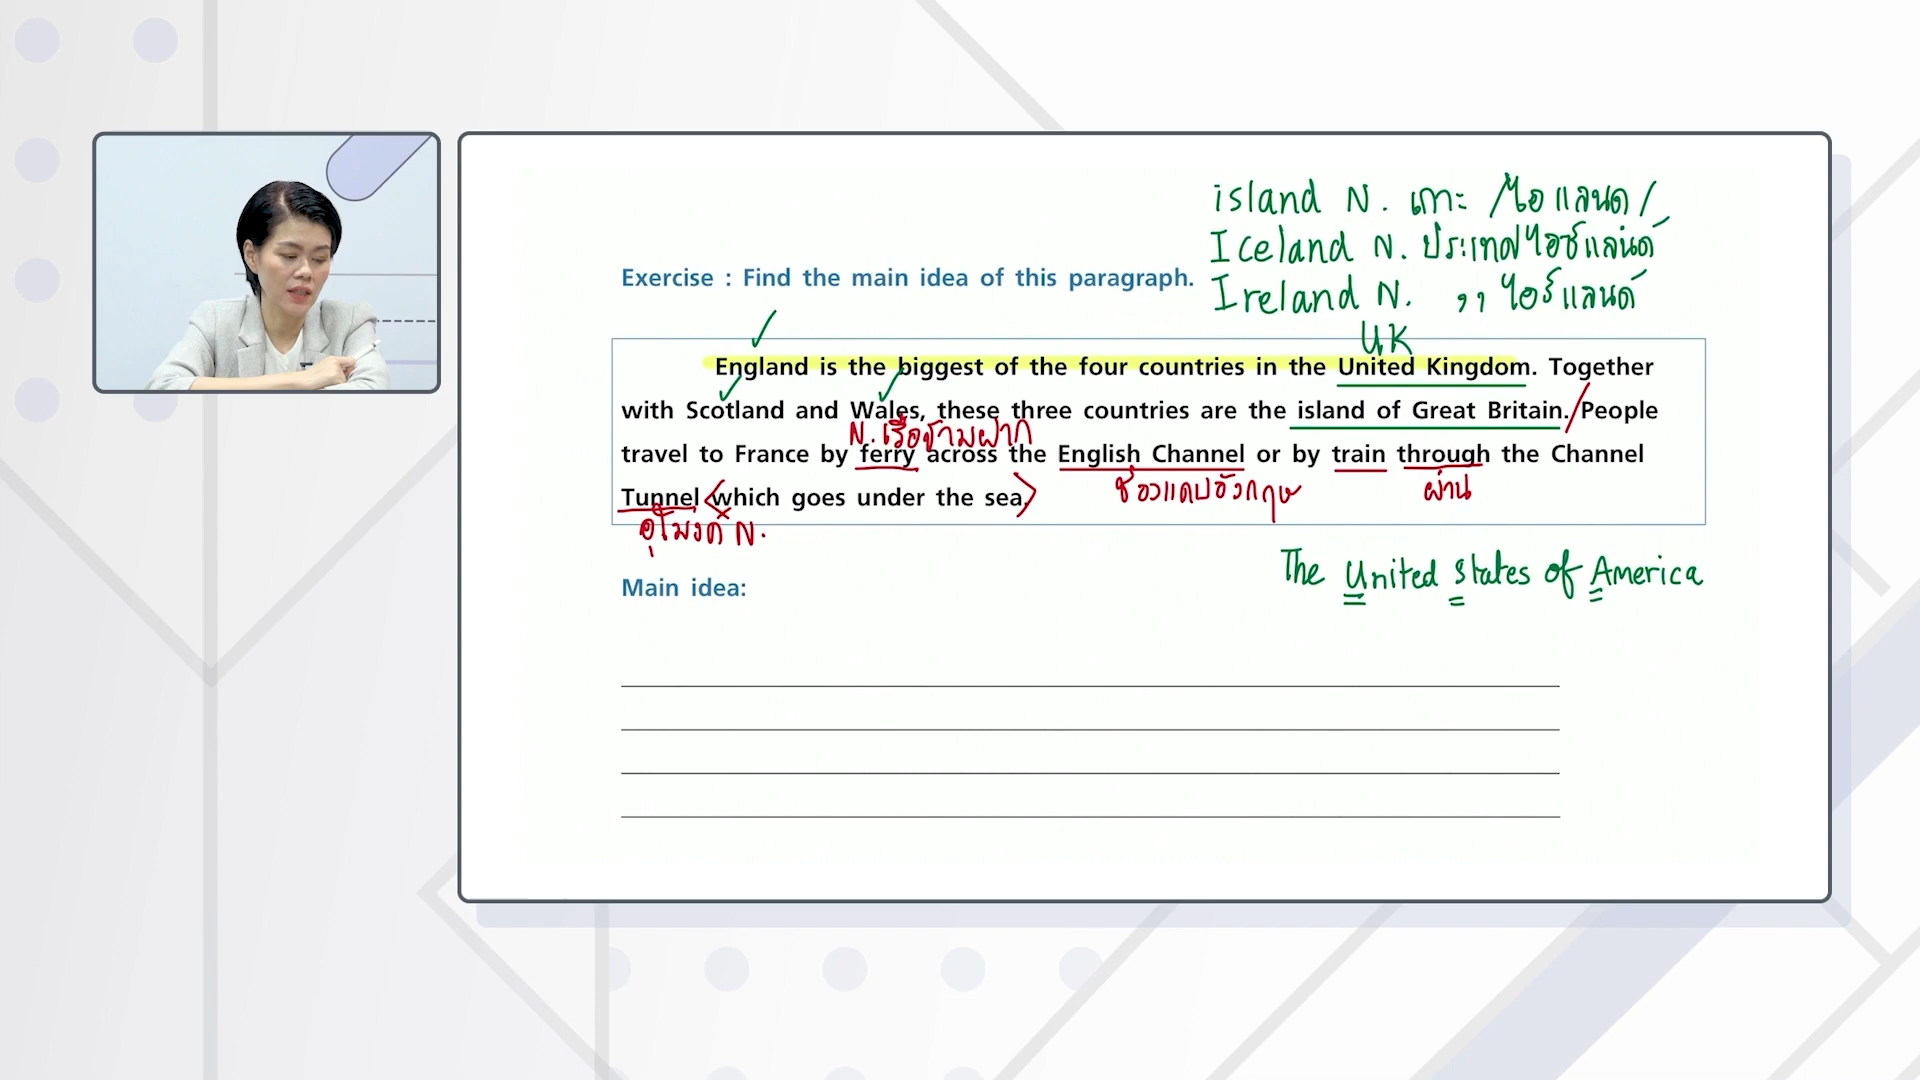 island N. เกาะ /ไอแลนด์/
Iceland N. ประเทศไอซ์แลนด์
Exercise : Find the main idea of this paragraph.
Ireland N. ,, ไอร์แลนด์
UK
England is the biggest of the four countries in the United Kingdom. Together
with Scotland and Wales, these three countries are the island of Great Britain. People
N. เรือข้ามฟาก
travel to France by ferry across the English Channel or by train through the Channel
ช่องแคบอังกฤษ ผ่าน
Tunnel which goes under the sea.
อุโมงค์ N.
The United States of America
Main idea: